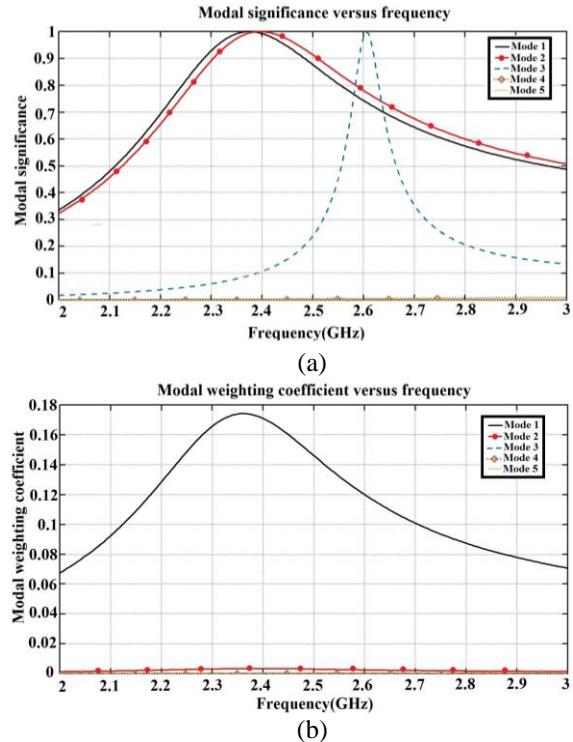 Modal significance versus frequency
1
0.9
0.8
0.7
0.6
0.5
0.4
0.3
0.2
0.1
0
Modal significance
Mode 1
Mode 2
Mode 3
Mode 4
Mode 5
2 2.1 2.2 2.3 2.4 2.5 2.6 2.7 2.8 2.9 3
Frequency(GHz)
(a)
Modal weighting coefficient versus frequency
0.18
0.16
0.14
0.12
0.1
0.08
0.06
0.04
0.02
0
Modal weighting coefficient
Mode 1
Mode 2
Mode 3
Mode 4
Mode 5
2 2.1 2.2 2.3 2.4 2.5 2.6 2.7 2.8 2.9 3
Frequency(GHz)
(b)